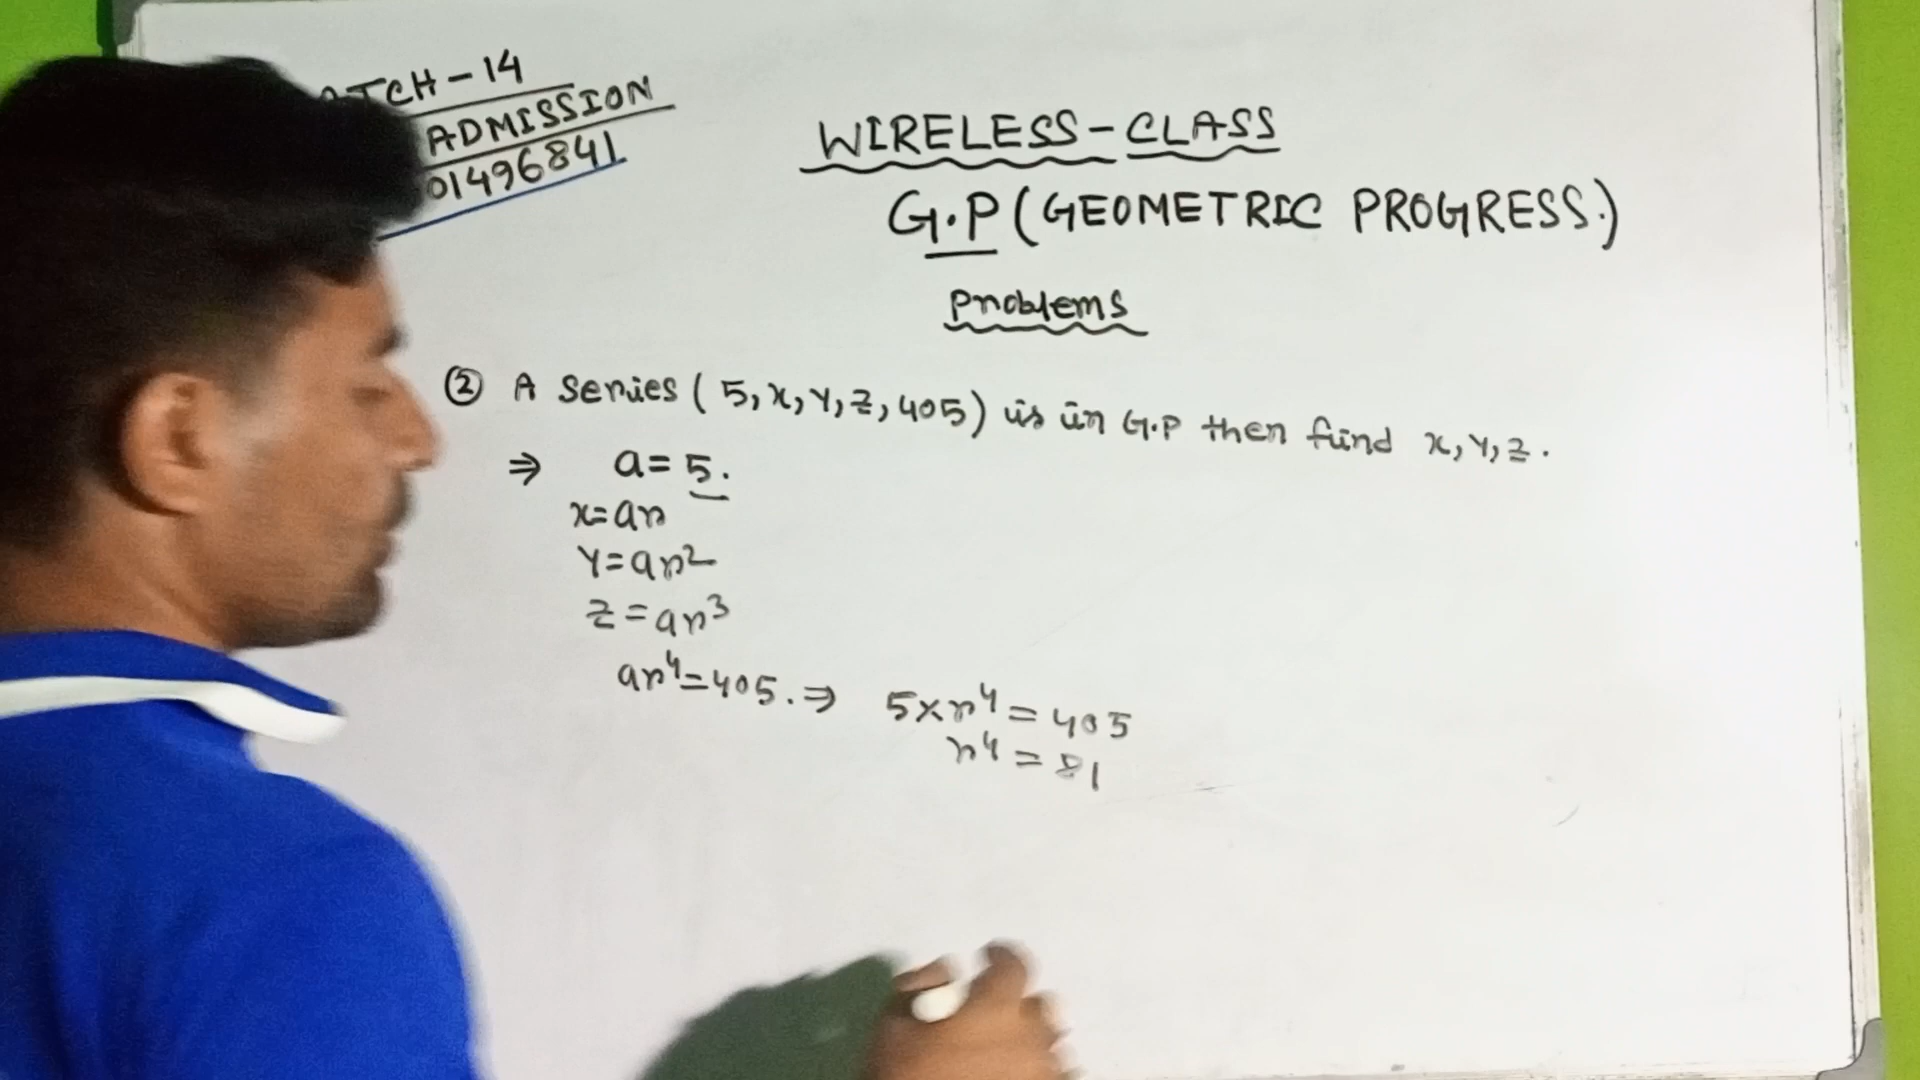 TCH-14
ADMISSION
01496841
WIRELESS-CLASS
G.P (GEOMETRIC PROGRESS.)
Problems
② A series (5, x, y, z, 405) is in G.P then find x, y, z.
⇒ a = 5.
x = ar
y = ar²
z = ar³
ar⁴ = 405. ⇒ 5 × r⁴ = 405
r⁴ = 81